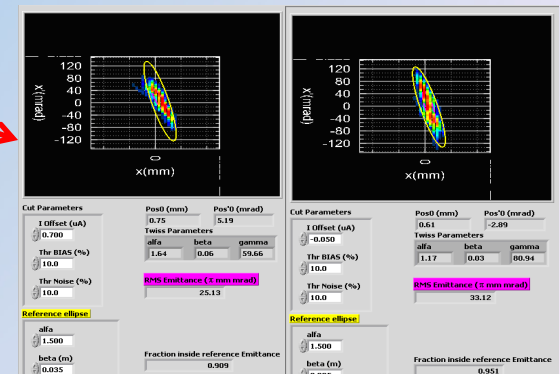 120
80
40
0
-40
-80
-120
x'(mrad)
0
x(mm)
Cut Parameters
I Offset (uA)
0.700
Thr BIAS (%)
10.0
Thr Noise (%)
10.0
Pos0 (mm)
0.75
Pos'0 (mrad)
5.19
Twiss Parameters
alfa beta gamma
1.64 0.06 59.66
RMS Emittance (π mm mrad)
25.13
Reference ellipse
alfa
1.500
beta (m)
0.035
Fraction inside reference Emittance
0.909
120
80
40
0
-40
-80
-120
x'(mrad)
0
x(mm)
Cut Parameters
I Offset (uA)
-0.050
Thr BIAS (%)
10.0
Thr Noise (%)
10.0
Pos0 (mm)
0.61
Pos'0 (mrad)
-2.89
Twiss Parameters
alfa beta gamma
1.17 0.03 80.94
RMS Emittance (π mm mrad)
33.12
Reference ellipse
alfa
1.500
beta (m)
Fraction inside reference Emittance
0.951